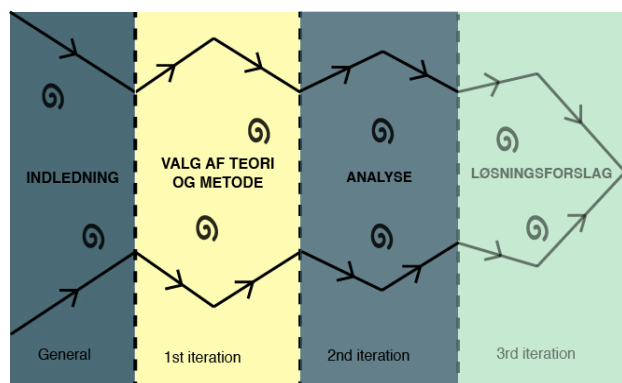 INDLEDNING
VALG AF TEORI
OG METODE
ANALYSE
LØSNINGSFORSLAG
General
1st iteration
2nd iteration
3rd iteration